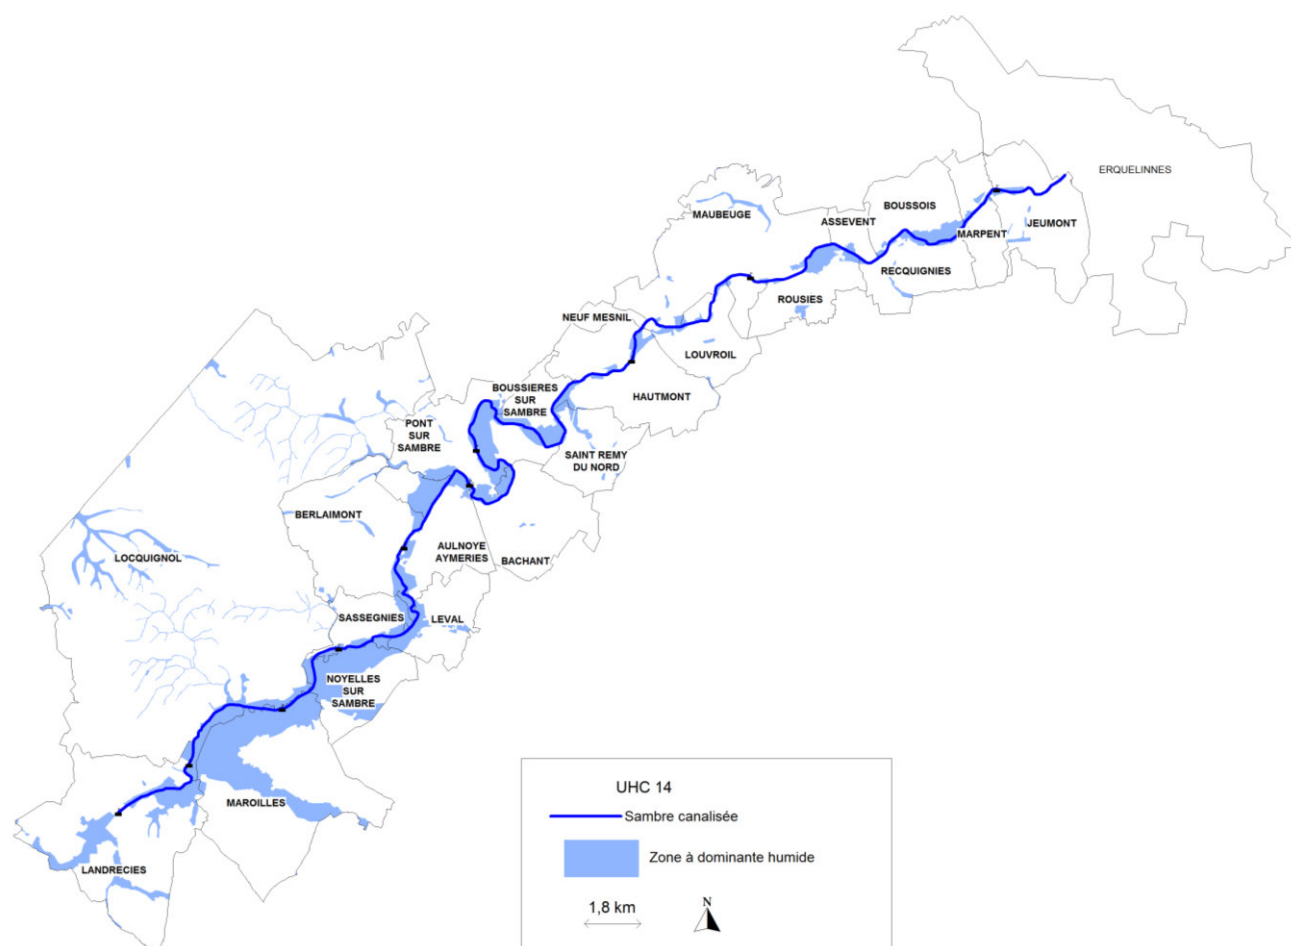 ERQUELINNES
MAUBEUGE
ASSEVENT
BOUSSOIS
MARPENT
JEUMONT
RECQUIGNIES
ROUSIES
NEUF MESNIL
LOUVROIL
HAUTMONT
BOUSSIERES
SUR
SAMBRE
PONT
SUR
SAMBRE
SAINT REMY
DU NORD
BERLAIMONT
AULNOYE
AYMERIES
BACHANT
LOCQUIGNOL
SASSEGNIES
LEVAL
NOYELLES
SUR
SAMBRE
MAROILLES
LANDRECIES
UHC 14
Sambre canalisée
Zone à dominante humide
1,8 km
N